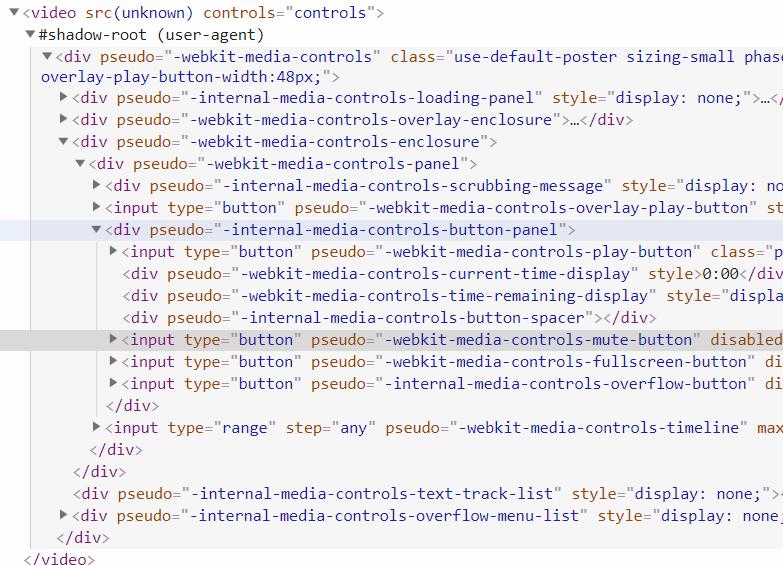 <video src(unknown) controls="controls">
#shadow-root (user-agent)
<div pseudo="-webkit-media-controls" class="use-default-poster sizing-small phase
overlay-play-button-width:48px;">
<div pseudo="-internal-media-controls-loading-panel" style="display: none;">…</
<div pseudo="-webkit-media-controls-overlay-enclosure">…</div>
<div pseudo="-webkit-media-controls-enclosure">
<div pseudo="-webkit-media-controls-panel">
<div pseudo="-internal-media-controls-scrubbing-message" style="display: no
<input type="button" pseudo="-webkit-media-controls-overlay-play-button" st
<div pseudo="-internal-media-controls-button-panel">
<input type="button" pseudo="-webkit-media-controls-play-button" class="p
<div pseudo="-webkit-media-controls-current-time-display" style>0:00</div
<div pseudo="-webkit-media-controls-time-remaining-display" style="displa
<div pseudo="-internal-media-controls-button-spacer"></div>
<input type="button" pseudo="-webkit-media-controls-mute-button" disabled
<input type="button" pseudo="-webkit-media-controls-fullscreen-button" di
<input type="button" pseudo="-internal-media-controls-overflow-button" di
</div>
<input type="range" step="any" pseudo="-webkit-media-controls-timeline" max
</div>
</div>
<div pseudo="-internal-media-controls-text-track-list" style="display: none;"><
<div pseudo="-internal-media-controls-overflow-menu-list" style="display: none;
</div>
</video>